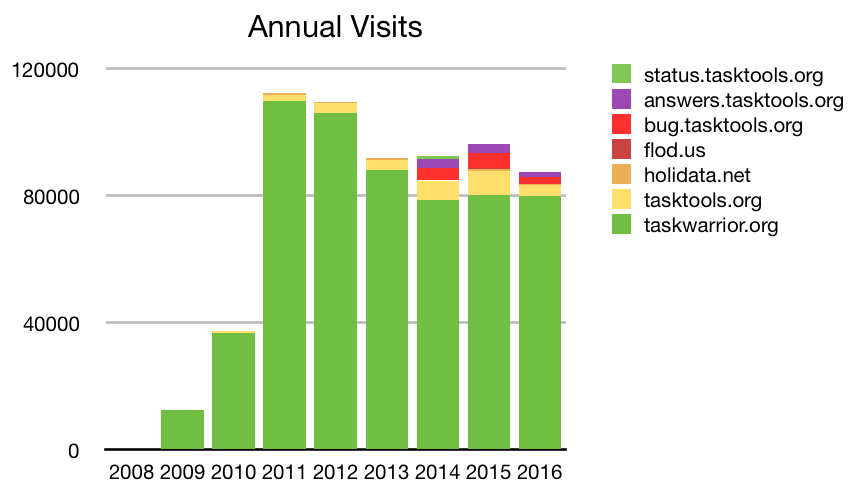 Annual Visits
120000
80000
40000
0
2008 2009 2010 2011 2012 2013 2014 2015 2016
status.tasktools.org
answers.tasktools.org
bug.tasktools.org
flod.us
holidata.net
tasktools.org
taskwarrior.org